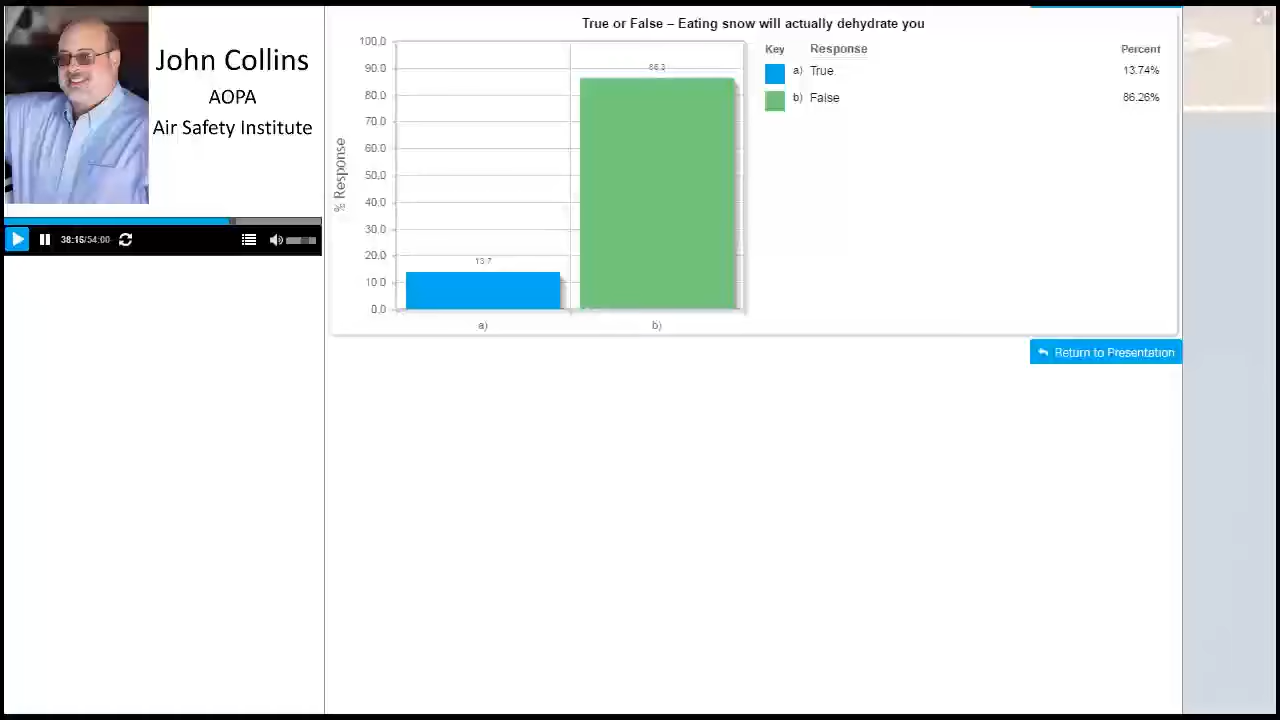 John Collins
AOPA
Air Safety Institute
38:16/54:00
True or False – Eating snow will actually dehydrate you
100.0
90.0
80.0
70.0
60.0
50.0
40.0
30.0
20.0
10.0
0.0
% Response
13.7
86.3
a)
b)
Key Response Percent
a) True 13.74%
b) False 86.26%
Return to Presentation